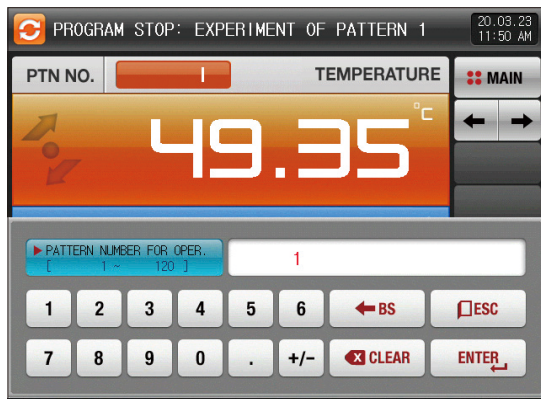 PROGRAM STOP: EXPERIMENT OF PATTERN 1
20.03.23
11:50 AM
PTN NO.
1
TEMPERATURE
MAIN
49.35 °C
PATTERN NUMBER FOR OPER.
[ 1 ~ 120 ]
1
1 2 3 4 5 6 BS ESC
7 8 9 0 . +/- CLEAR ENTER